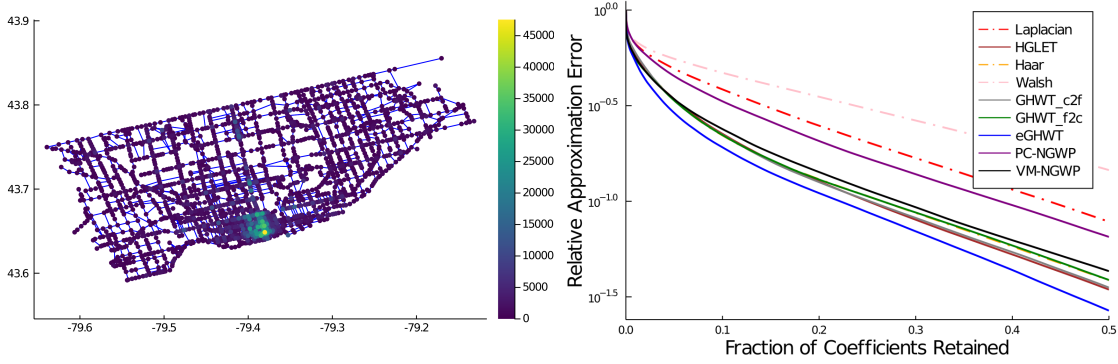 43.9
43.8
43.7
43.6
-79.6
-79.5
-79.4
-79.3
-79.2
45000
40000
35000
30000
25000
20000
15000
10000
5000
0
Relative Approximation Error
10^0.0
10^-0.5
10^-1.0
10^-1.5
0.0
0.1
0.2
0.3
0.4
0.5
Fraction of Coefficients Retained
Laplacian
HGLET
Haar
Walsh
GHWT_c2f
GHWT_f2c
eGHWT
PC-NGWP
VM-NGWP